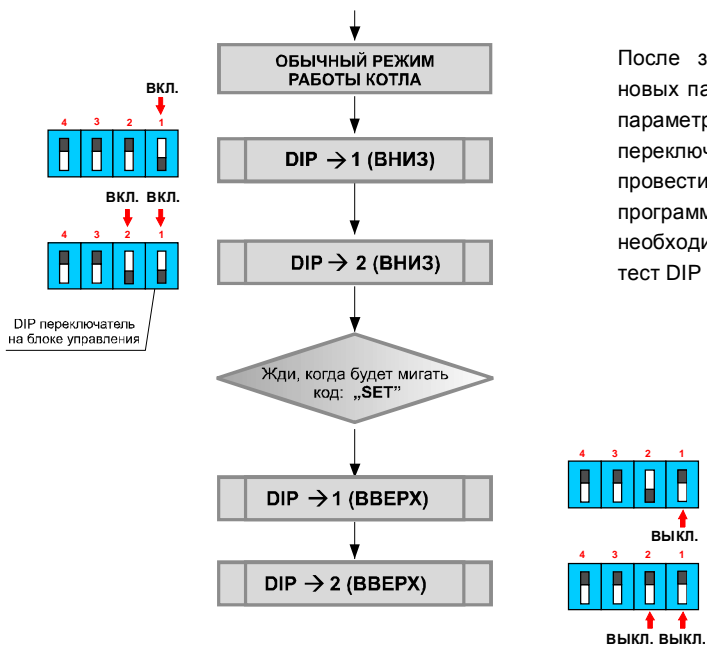 ОБЫЧНЫЙ РЕЖИМ
РАБОТЫ КОТЛА
ВКЛ.
4 3 2 1
DIP → 1 (ВНИЗ)
ВКЛ. ВКЛ.
4 3 2 1
DIP → 2 (ВНИЗ)
DIP переключатель
на блоке управления
Жди, когда будет мигать
код: „SET”
DIP → 1 (ВВЕРХ)
4 3 2 1
ВЫКЛ.
DIP → 2 (ВВЕРХ)
4 3 2 1
ВЫКЛ. ВЫКЛ.
После з
новых па
параметр
переключ
провести
программ
необходи
тест DIP